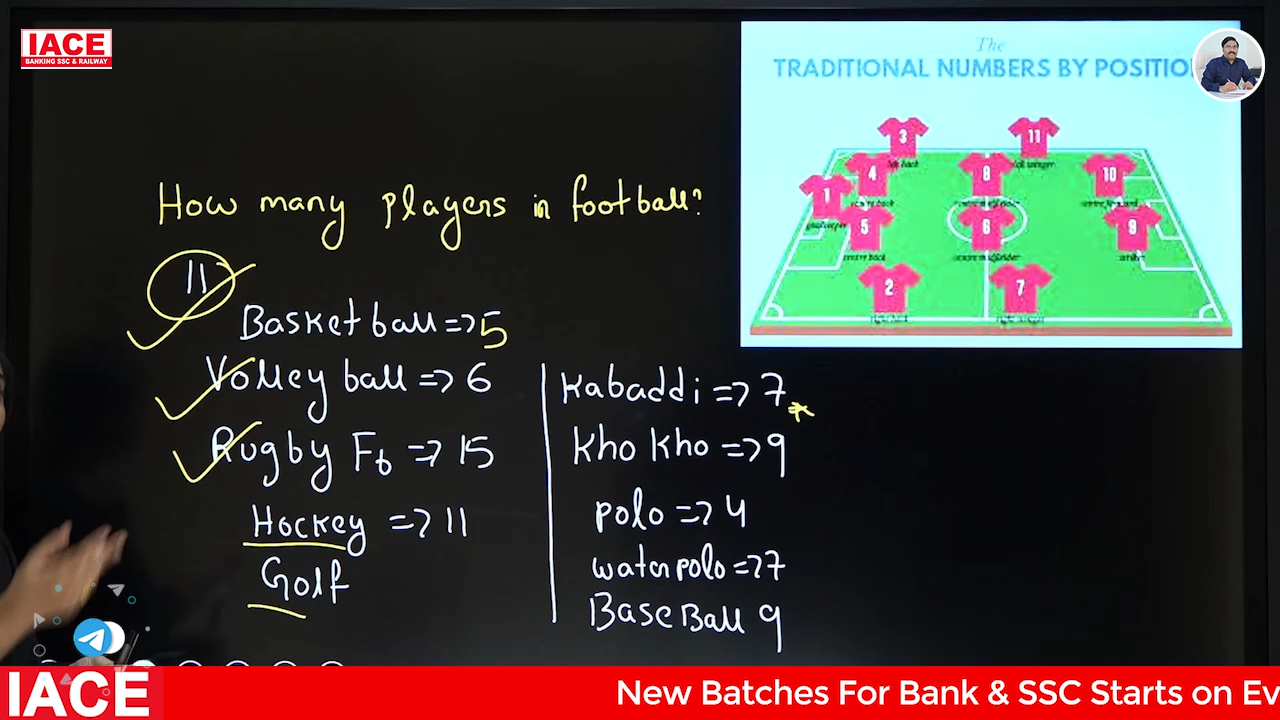 IACE
BANKING SSC & RAILWAY
The
TRADITIONAL NUMBERS BY POSITIO
3
11
4
8
10
1
5
6
9
2
7
How many players in football?
11
Basket ball => 5
Volley ball => 6
Rugby Fb => 15
Hockey => 11
Golf
Kabaddi => 7
Kho Kho => 9
polo => 4
water polo => 7
Base Ball 9
IACE
New Batches For Bank & SSC Starts on Ev